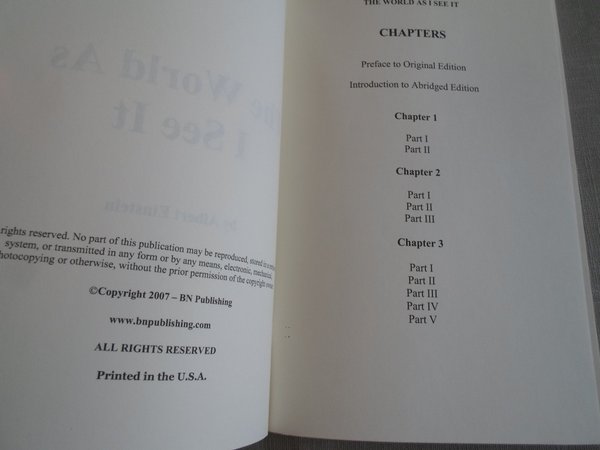 The World As
I See It
by Albert Einstein
rights reserved. No part of this publication may be reproduced, stored in a
system, or transmitted in any form or by any means, electronic, mechanical
hotocopying or otherwise, without the prior permission of the copyright
©Copyright 2007 – BN Publishing
www.bnpublishing.com
ALL RIGHTS RESERVED
Printed in the U.S.A.
THE WORLD AS I SEE IT
CHAPTERS
Preface to Original Edition
Introduction to Abridged Edition
Chapter 1
Part I
Part II
Chapter 2
Part I
Part II
Part III
Chapter 3
Part I
Part II
Part III
Part IV
Part V